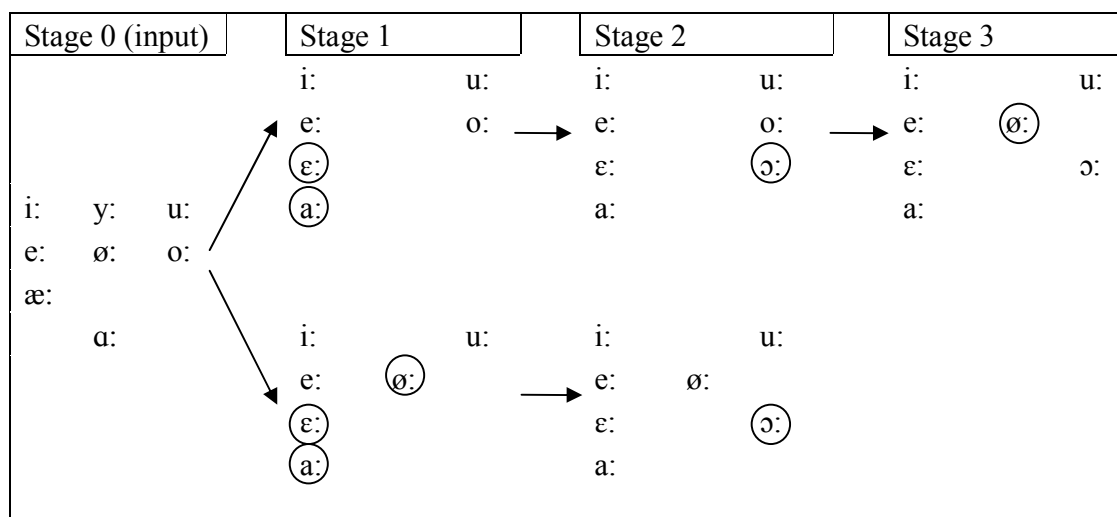 Stage 0 (input) Stage 1 Stage 2 Stage 3
i: u: i: u: i: u:
e: o: e: o: e: ø:
ɛ: ɛ: ɔ: ɛ: ɔ:
i: y: u: a: a: a:
e: ø: o:
æ:
ɑ: i: u: i: u:
e: ø: e: ø:
ɛ: ɛ: ɔ:
a: a: